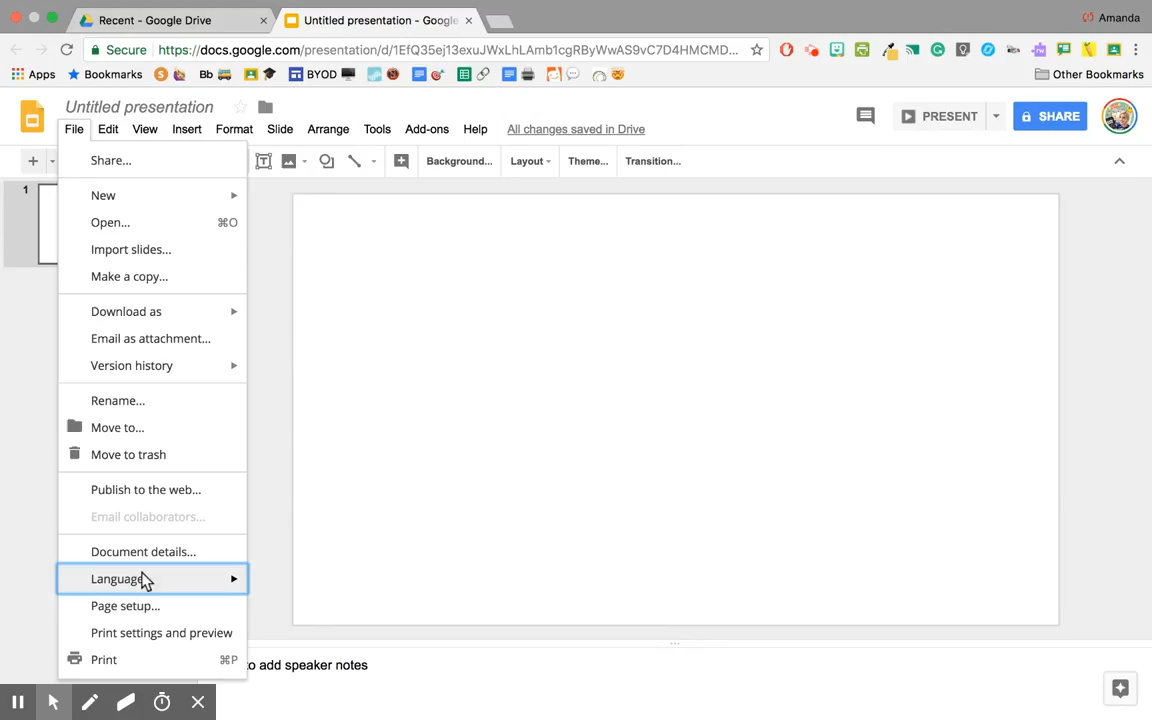 Recent - Google Drive
Untitled presentation - Google
Amanda
Secure
https://docs.google.com/presentation/d/1EfQ35ej13exuJWxLhLAmb1cgRByWwAS9vC7D4HMCMD...
Apps
Bookmarks
Bb
BYOD
Other Bookmarks
Untitled presentation
File Edit View Insert Format Slide Arrange Tools Add-ons Help All changes saved in Drive
PRESENT
SHARE
Background...
Layout
Theme...
Transition...
1
Share...
New
Open... ⌘O
Import slides...
Make a copy...
Download as
Email as attachment...
Version history
Rename...
Move to...
Move to trash
Publish to the web...
Email collaborators...
Document details...
Language
Page setup...
Print settings and preview
Print ⌘P
to add speaker notes